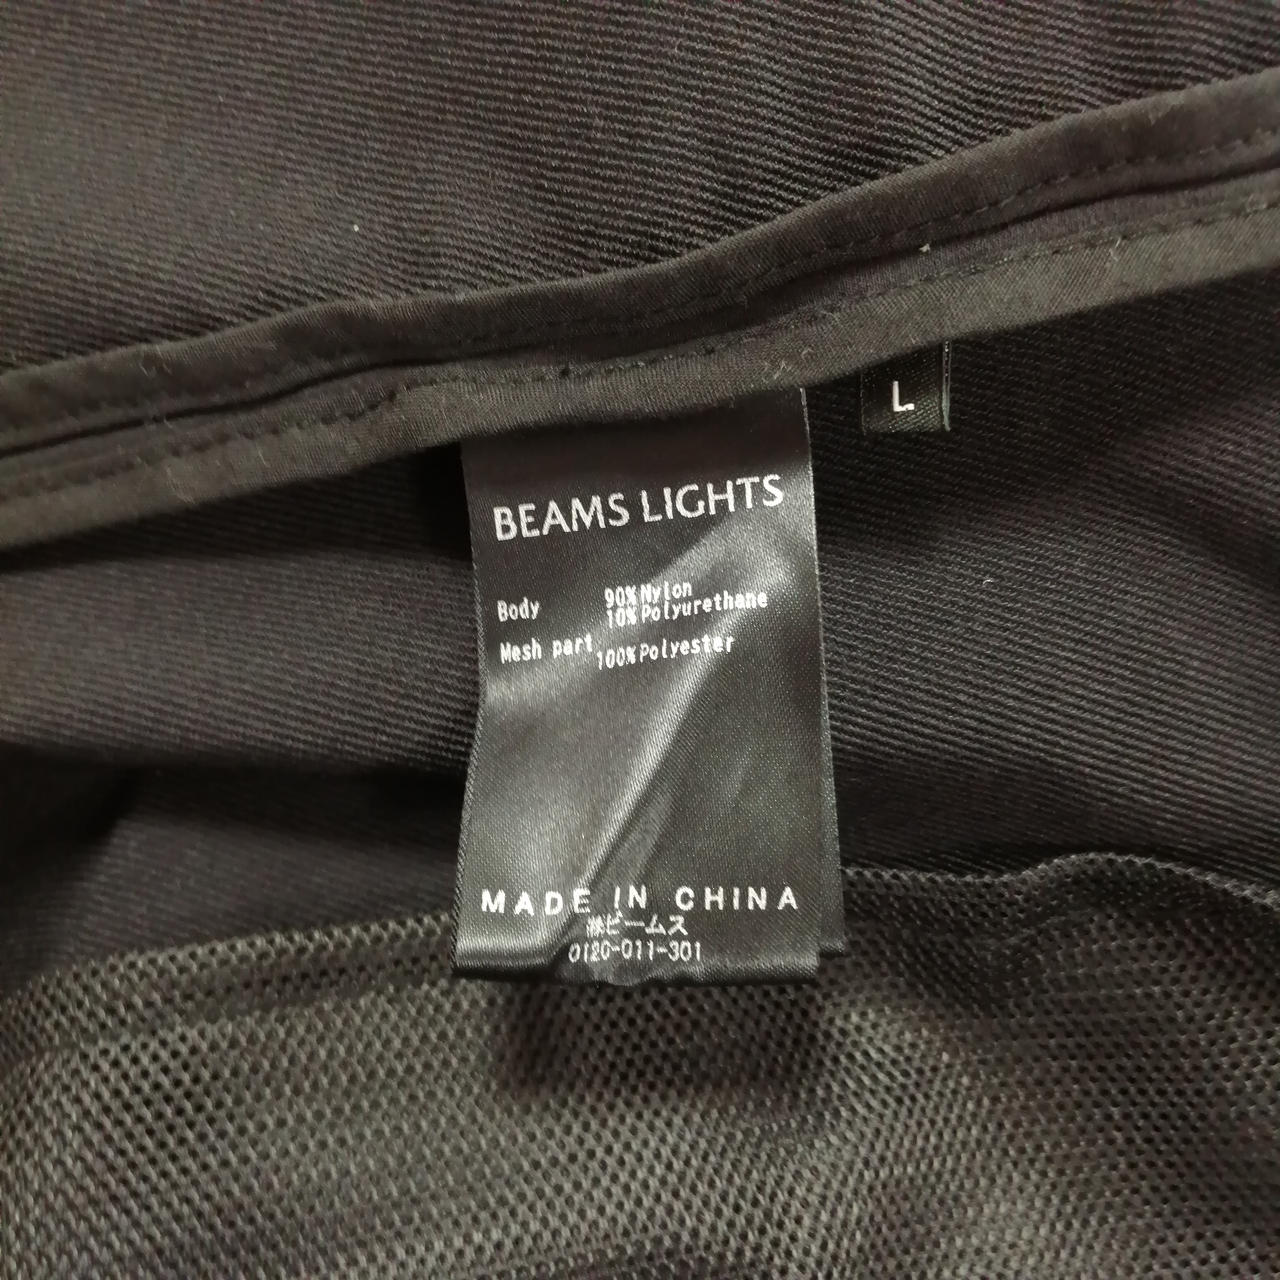 L
BEAMS LIGHTS
Body 90%Nylon
10%Polyurethane
Mesh part 100%Polyester
MADE IN CHINA
㈱ビームス
0120-011-301